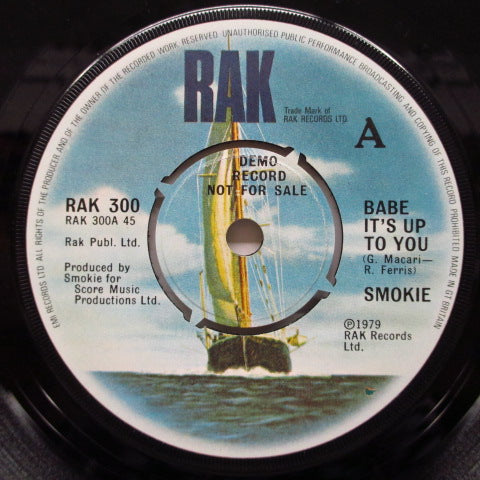 EMI RECORDS LTD. ALL RIGHTS OF THE PRODUCER AND OF THE OWNER OF THE RECORDED WORK RESERVED. UNAUTHORISED PUBLIC PERFORMANCE BROADCASTING AND COPYING OF THIS RECORD PROHIBITED. MADE IN GT. BRITAIN
RAK
Trade Mark of
RAK RECORDS LTD.
A
DEMO
RECORD
NOT FOR SALE
RAK 300
RAK 300A 45
Rak Publ. Ltd.
Produced by
Smokie for
Score Music
Productions Ltd.
BABE
IT'S UP
TO YOU
(G. Macari—
R. Ferris)
SMOKIE
Ⓟ1979
RAK Records
Ltd.